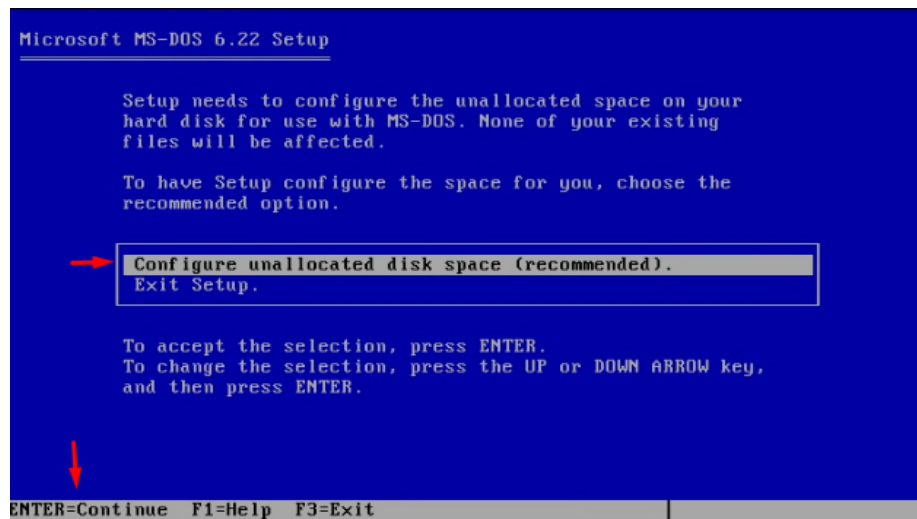 Microsoft MS-DOS 6.22 Setup
Setup needs to configure the unallocated space on your
hard disk for use with MS-DOS. None of your existing
files will be affected.
To have Setup configure the space for you, choose the
recommended option.
Configure unallocated disk space (recommended).
Exit Setup.
To accept the selection, press ENTER.
To change the selection, press the UP or DOWN ARROW key,
and then press ENTER.
ENTER=Continue F1=Help F3=Exit